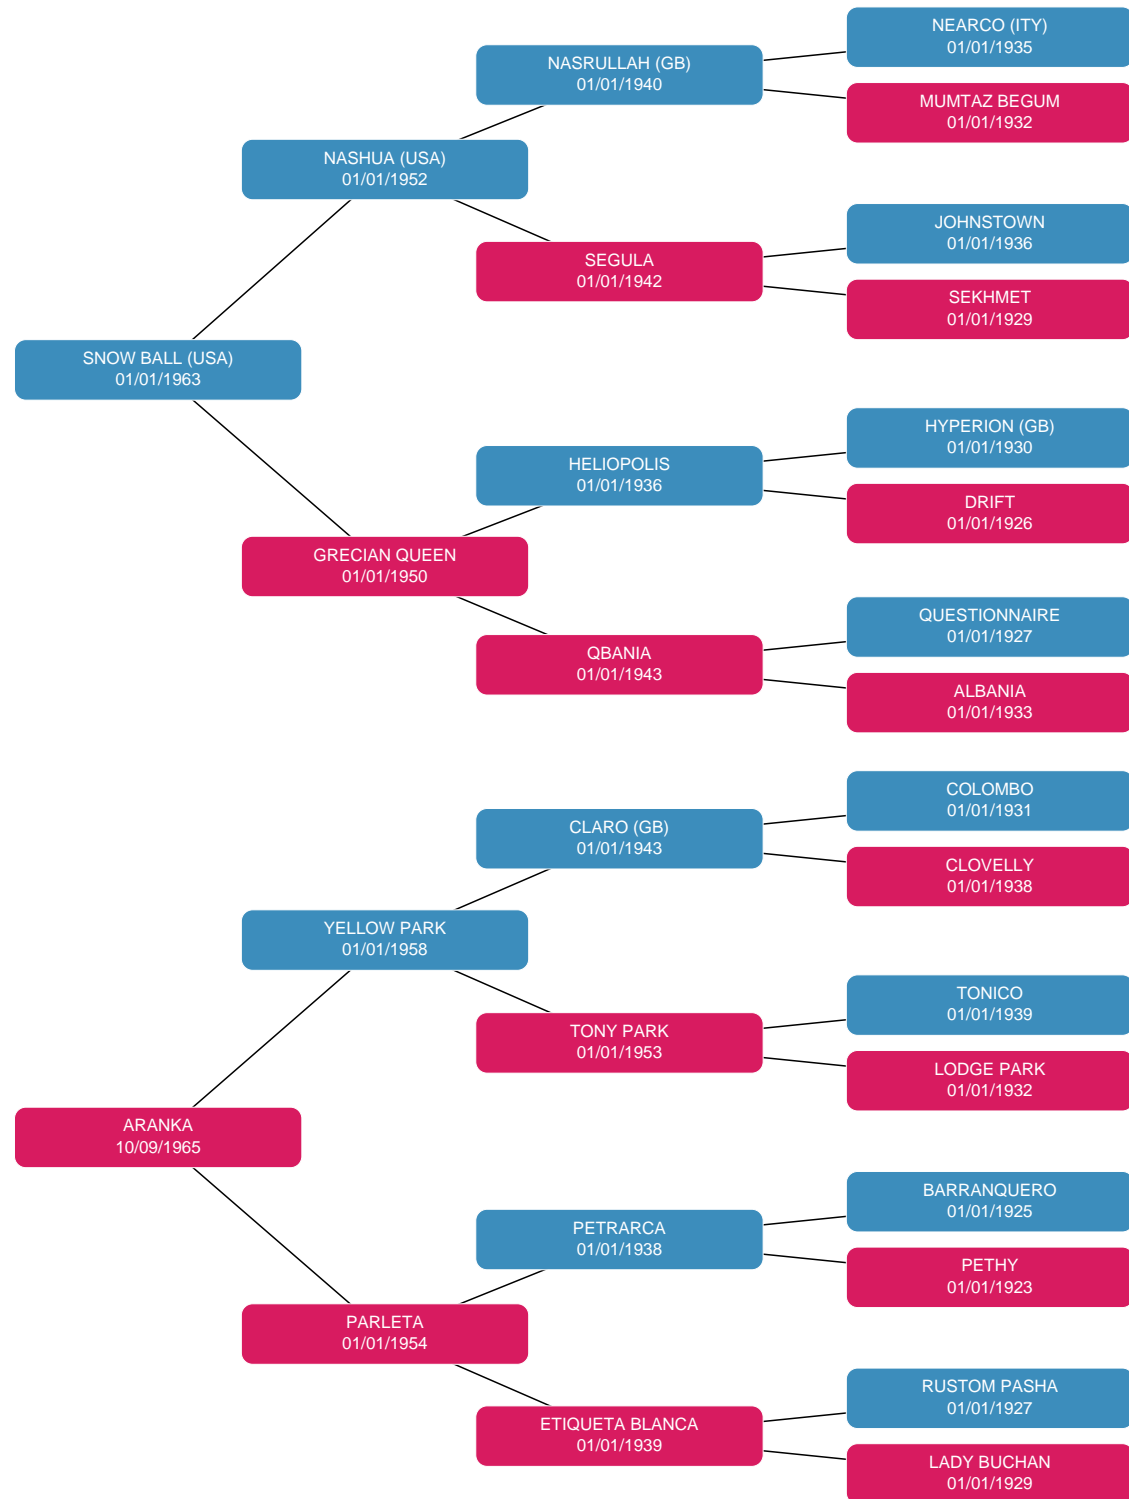 NEARCO (ITY)
01/01/1935
NASRULLAH (GB)
01/01/1940
MUMTAZ BEGUM
01/01/1932
NASHUA (USA)
01/01/1952
JOHNSTOWN
01/01/1936
SEGULA
01/01/1942
SEKHMET
01/01/1929
SNOW BALL (USA)
01/01/1963
HYPERION (GB)
01/01/1930
HELIOPOLIS
01/01/1936
DRIFT
01/01/1926
GRECIAN QUEEN
01/01/1950
QUESTIONNAIRE
01/01/1927
QBANIA
01/01/1943
ALBANIA
01/01/1933
COLOMBO
01/01/1931
CLARO (GB)
01/01/1943
CLOVELLY
01/01/1938
YELLOW PARK
01/01/1958
TONICO
01/01/1939
TONY PARK
01/01/1953
LODGE PARK
01/01/1932
ARANKA
10/09/1965
BARRANQUERO
01/01/1925
PETRARCA
01/01/1938
PETHY
01/01/1923
PARLETA
01/01/1954
RUSTOM PASHA
01/01/1927
ETIQUETA BLANCA
01/01/1939
LADY BUCHAN
01/01/1929